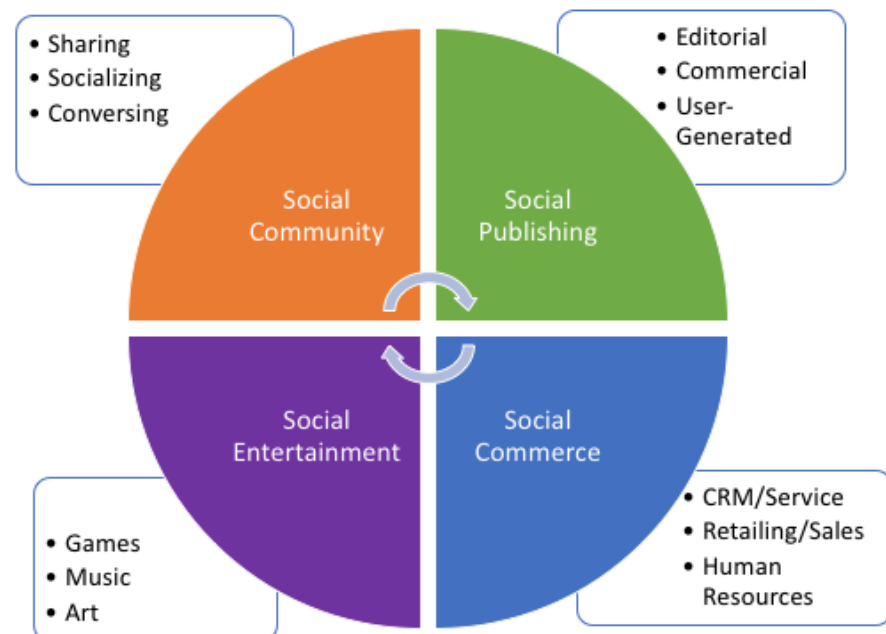 • Sharing
• Socializing
• Conversing
• Editorial
• Commercial
• User-
Generated
Social
Community
Social
Publishing
Social
Entertainment
Social
Commerce
• Games
• Music
• Art
• CRM/Service
• Retailing/Sales
• Human
Resources